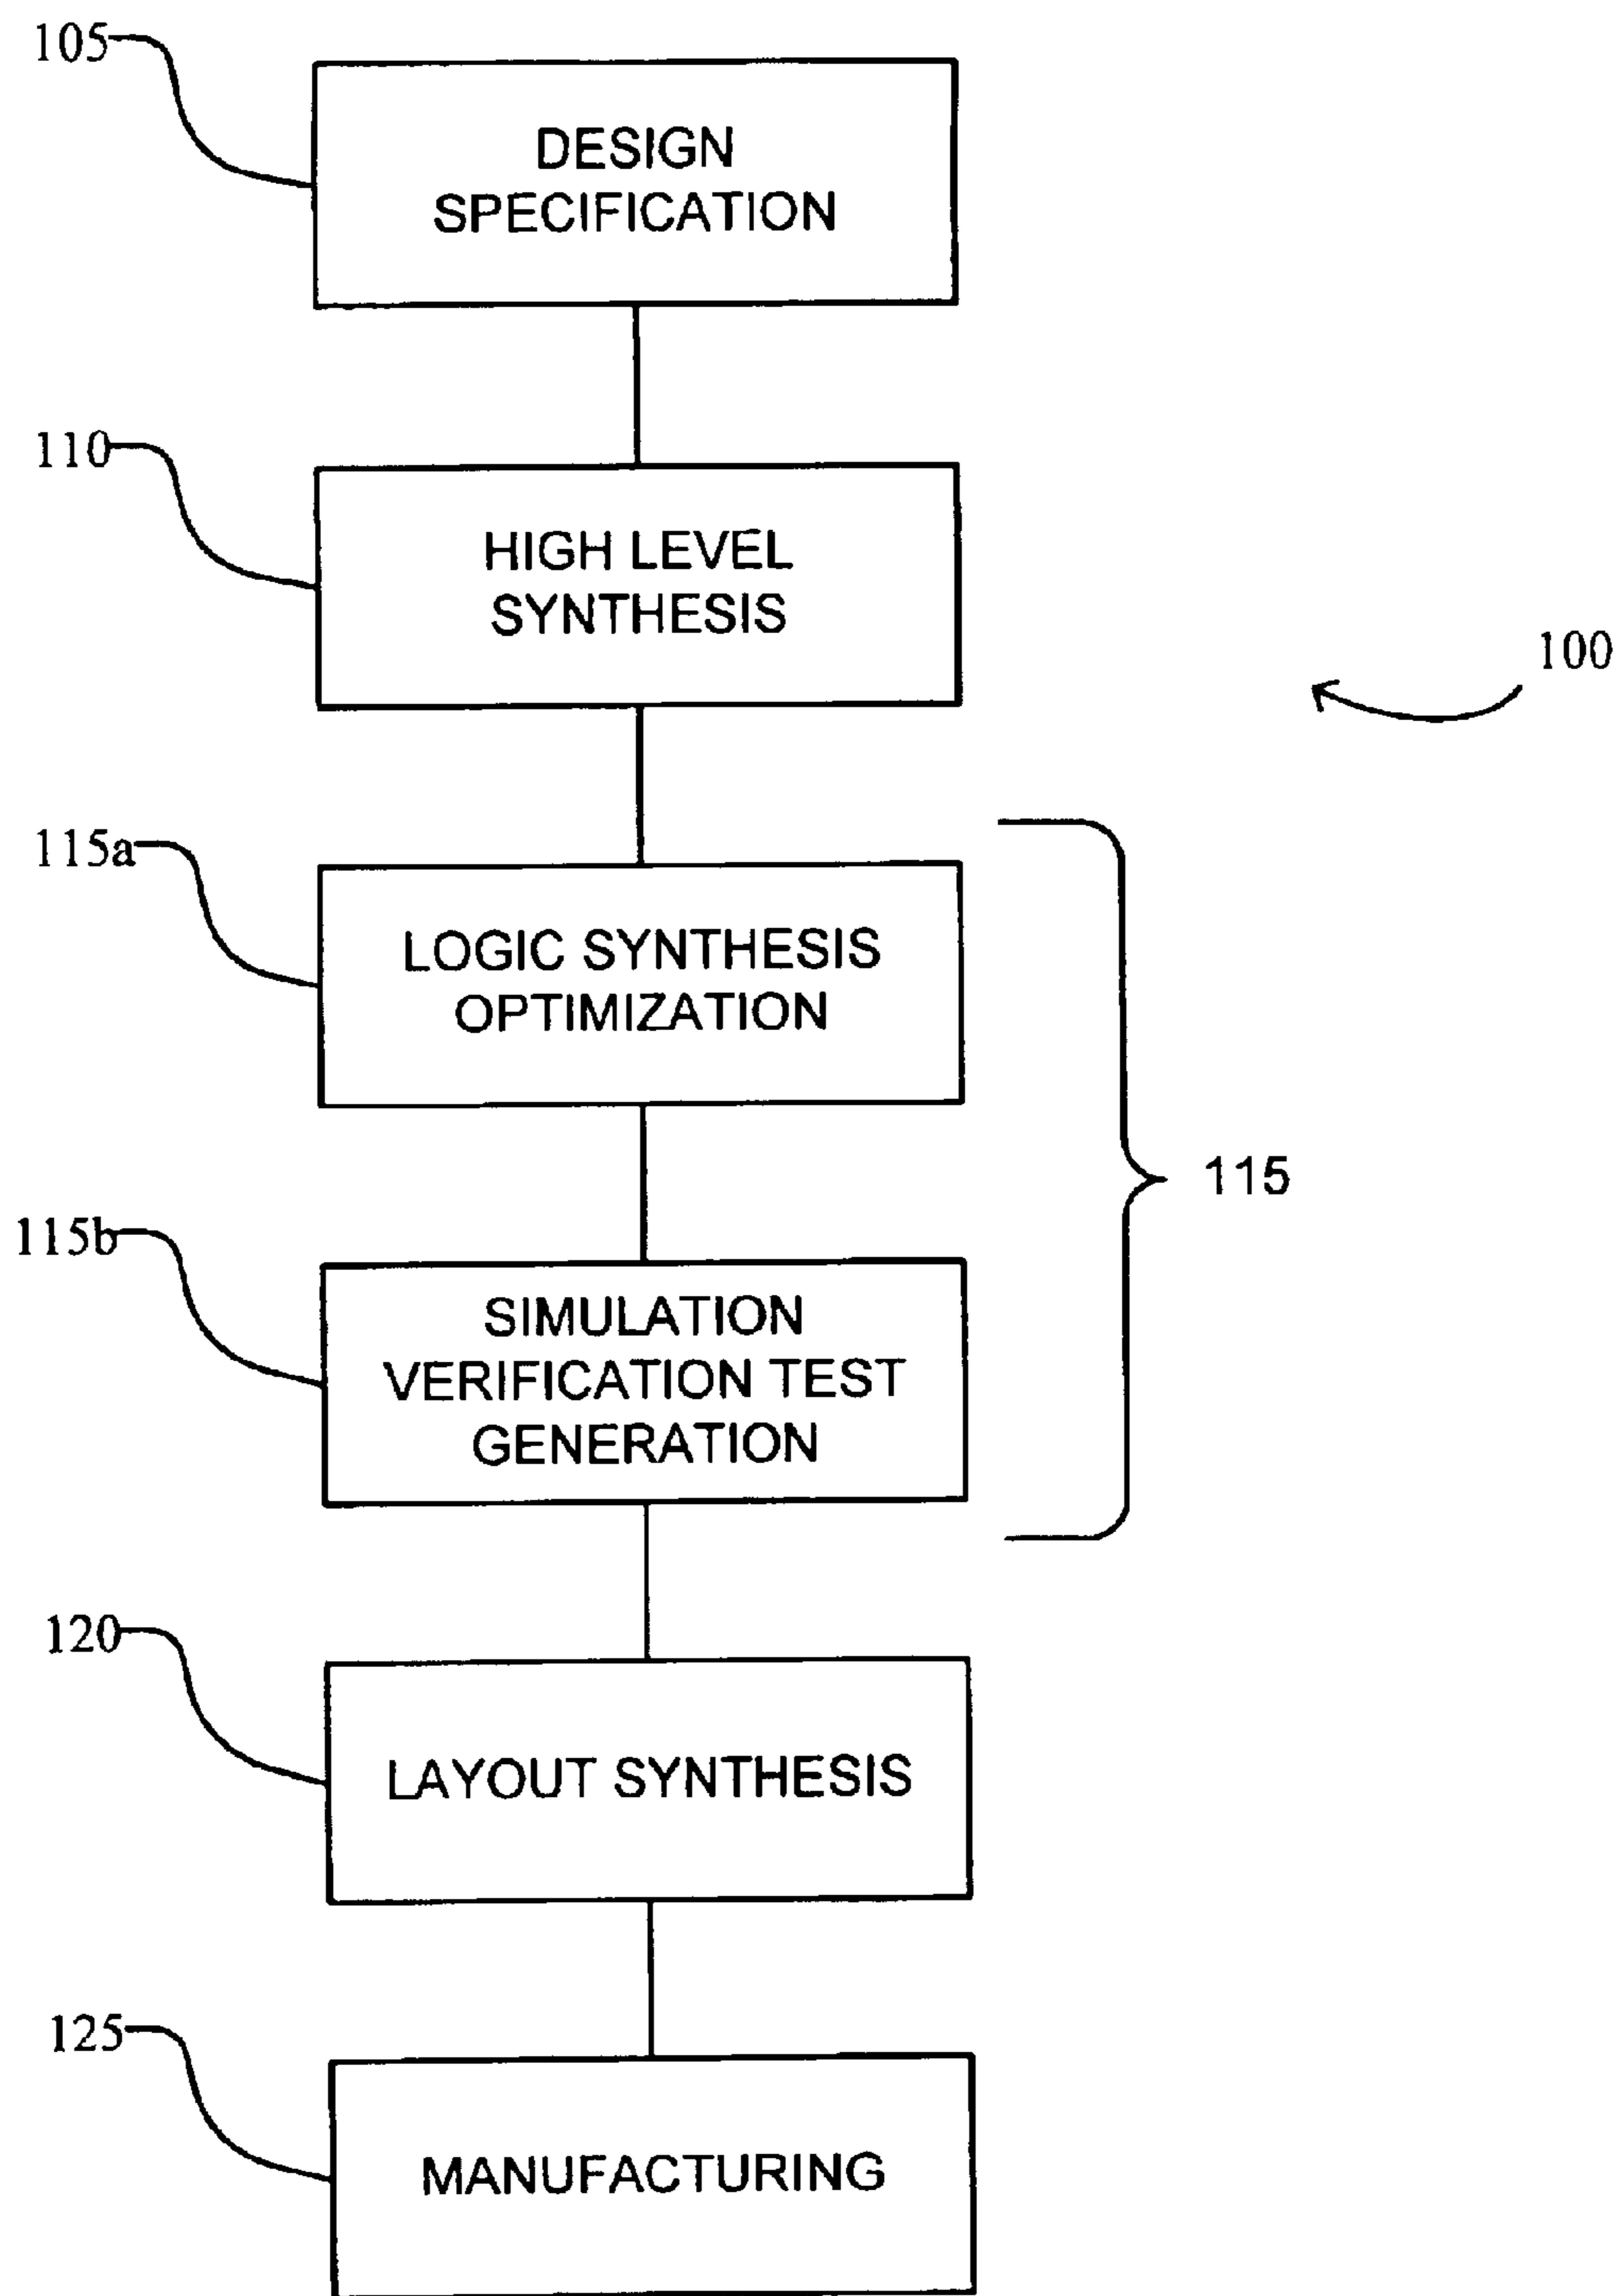 105
DESIGN
SPECIFICATION
110
HIGH LEVEL
SYNTHESIS
100
115a
LOGIC SYNTHESIS
OPTIMIZATION
115
115b
SIMULATION
VERIFICATION TEST
GENERATION
120
LAYOUT SYNTHESIS
125
MANUFACTURING